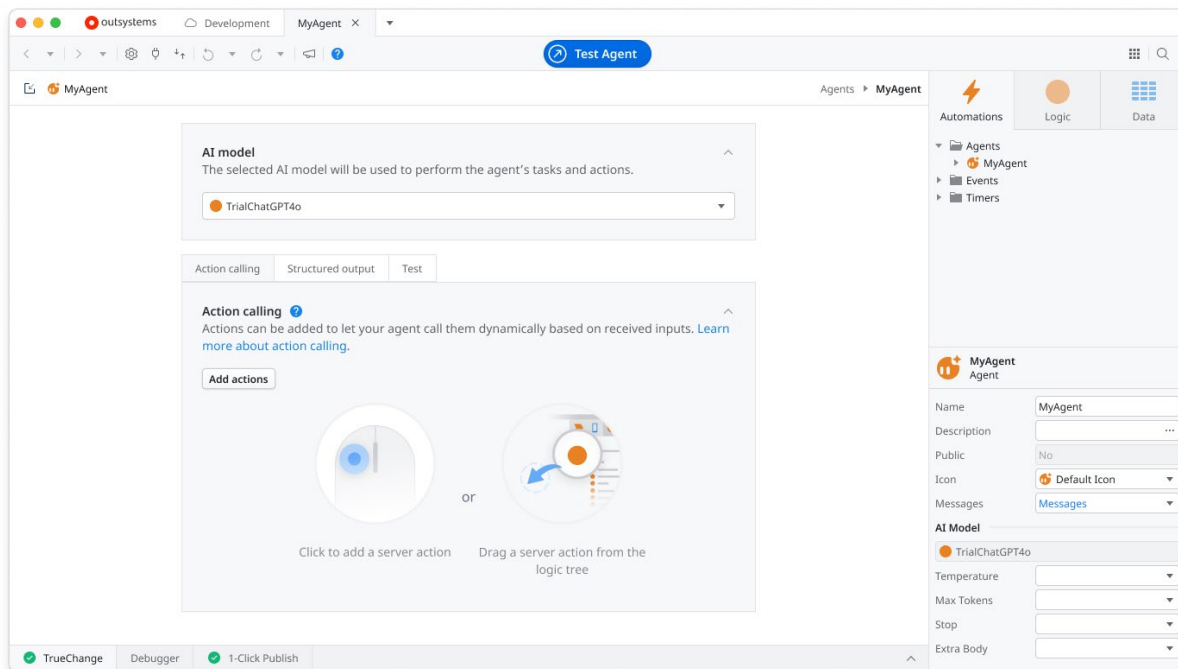 outsystems
Development
MyAgent
Test Agent
MyAgent
Agents
MyAgent
AI model
The selected AI model will be used to perform the agent's tasks and actions.
TrialChatGPT4o
Action calling
Structured output
Test
Action calling
Actions can be added to let your agent call them dynamically based on received inputs. Learn
more about action calling.
Add actions
or
Click to add a server action
Drag a server action from the
logic tree
Automations
Logic
Data
Agents
MyAgent
Events
Timers
MyAgent
Agent
Name
MyAgent
Description
...
Public
No
Icon
Default Icon
Messages
Messages
AI Model
TrialChatGPT4o
Temperature
Max Tokens
Stop
Extra Body
TrueChange
Debugger
1-Click Publish